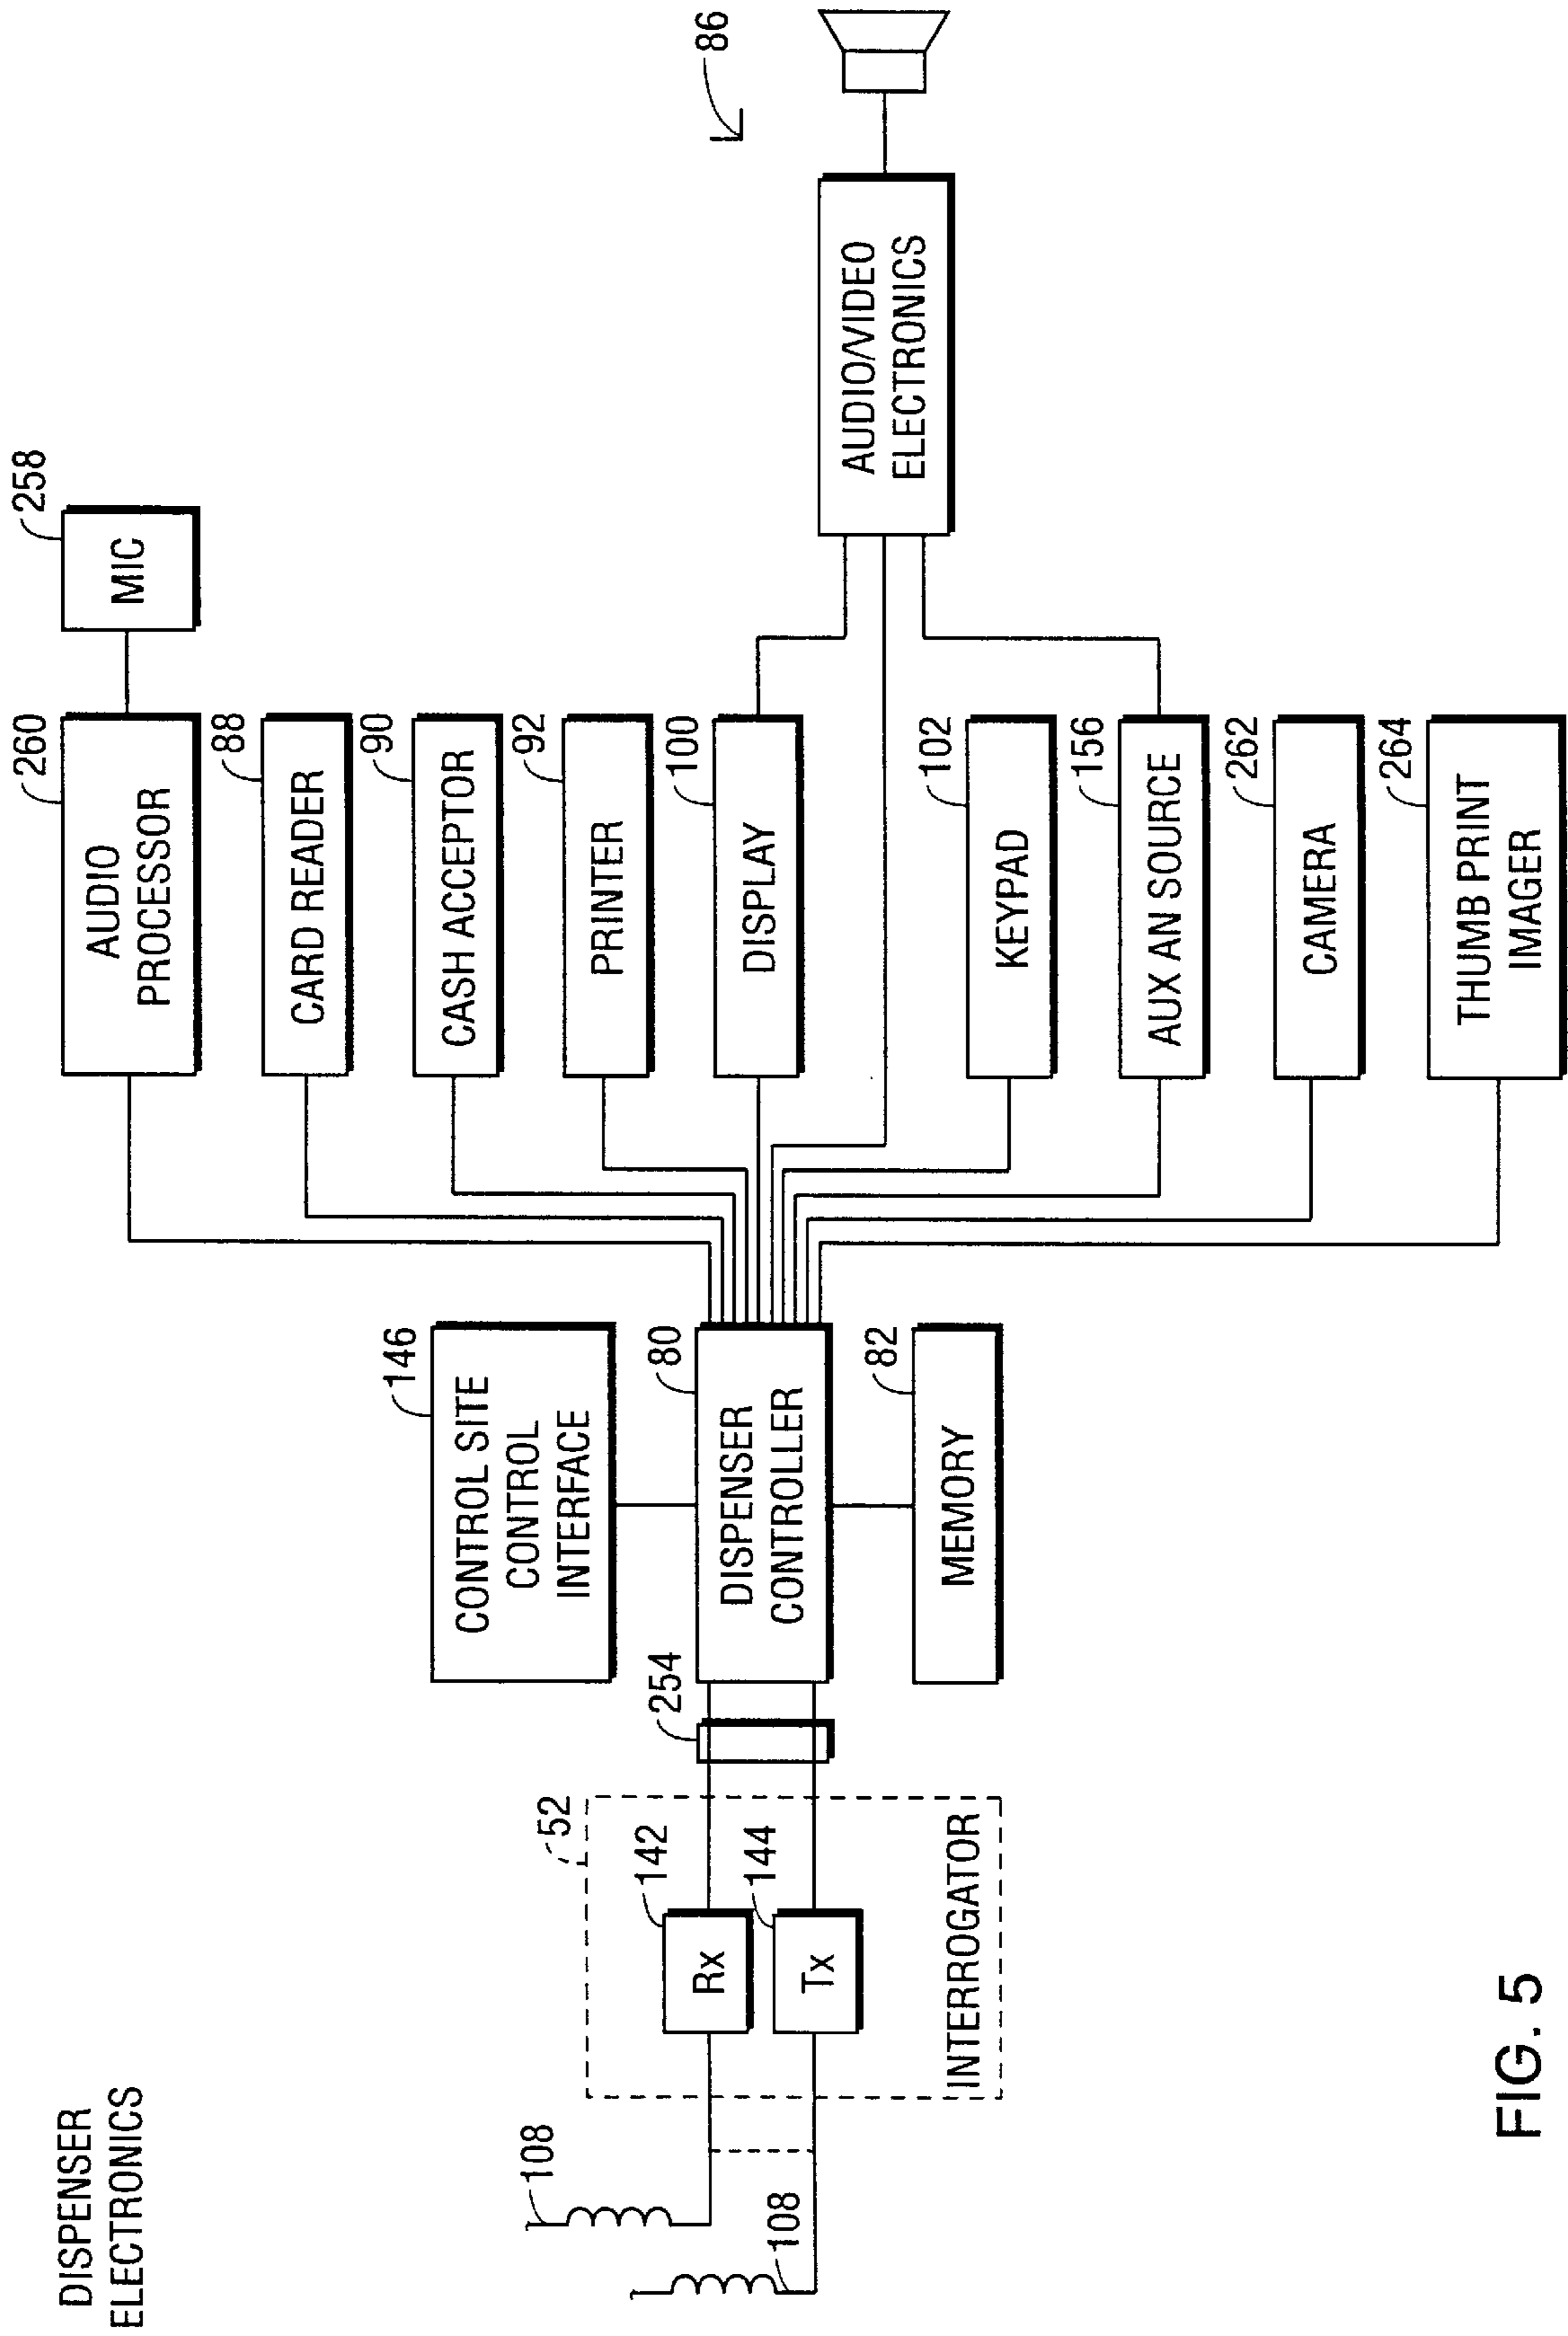 DISPENSER
ELECTRONICS
258
MIC
260
AUDIO
PROCESSOR
88
CARD READER
90
CASH ACCEPTOR
92
PRINTER
100
DISPLAY
86
AUDIO/VIDEO
ELECTRONICS
102
KEYPAD
156
AUX AN SOURCE
262
CAMERA
264
THUMB PRINT
IMAGER
146
CONTROL SITE
CONTROL
INTERFACE
80
DISPENSER
CONTROLLER
82
MEMORY
254
52
142
Rx
144
Tx
INTERROGATOR
108
108
FIG. 5